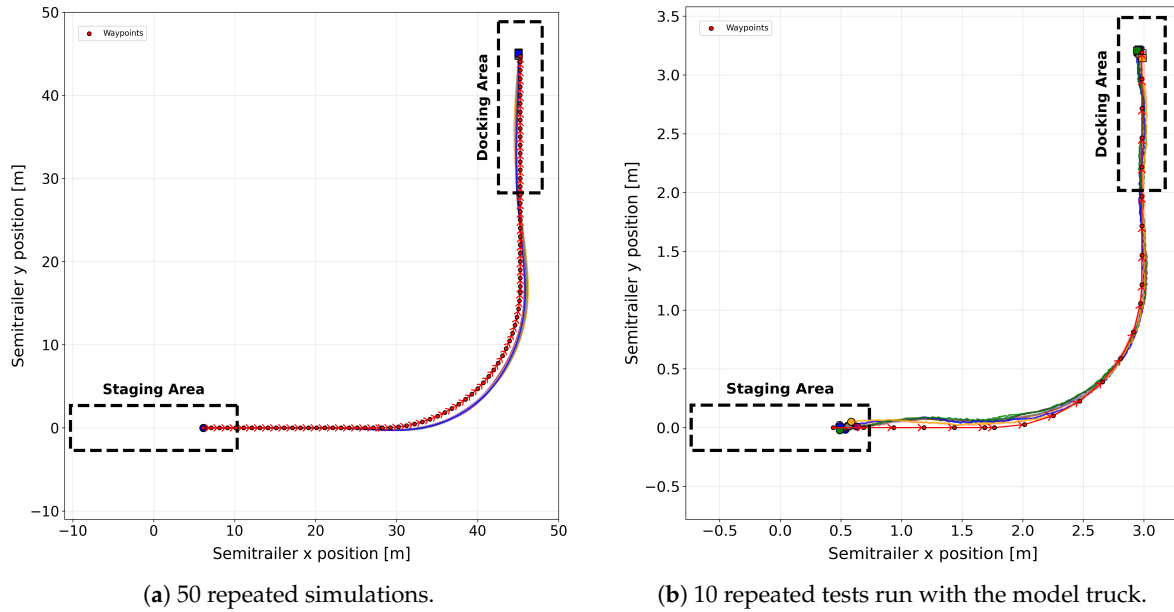 50
40
30
20
10
0
−10
Semitrailer y position [m]
Waypoints
Docking Area
Staging Area
−10
0
10
20
30
40
50
Semitrailer x position [m]
(a) 50 repeated simulations.
3.5
3.0
2.5
2.0
1.5
1.0
0.5
0.0
−0.5
Semitrailer y position [m]
Waypoints
Docking Area
Staging Area
−0.5
0.0
0.5
1.0
1.5
2.0
2.5
3.0
Semitrailer x position [m]
(b) 10 repeated tests run with the model truck.